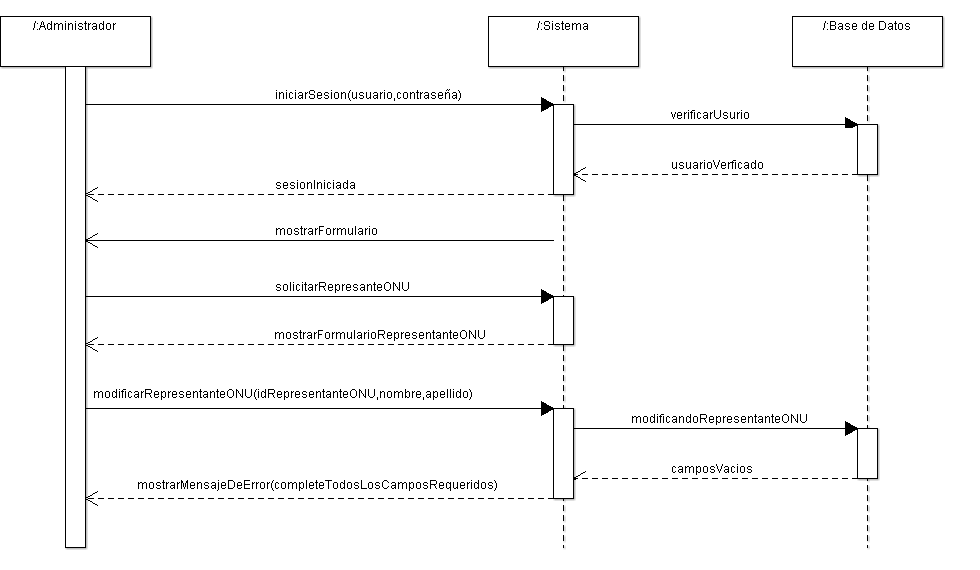 /:Administrador
/:Sistema
/:Base de Datos
iniciarSesion(usuario,contraseña)
verificarUsurio
usuarioVerficado
sesionIniciada
mostrarFormulario
solicitarRepresanteONU
mostrarFormularioRepresentanteONU
modificarRepresentanteONU(idRepresentanteONU,nombre,apellido)
modificandoRepresentanteONU
camposVacios
mostrarMensajeDeError(completeTodosLosCamposRequeridos)